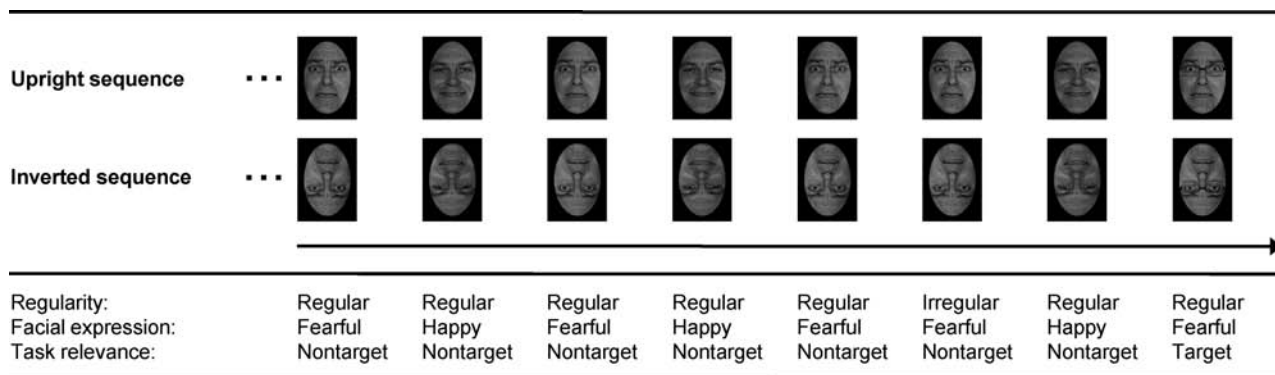 Upright sequence ...
Inverted sequence ...
Regularity: Regular Regular Regular Regular Regular Irregular Regular Regular
Facial expression: Fearful Happy Fearful Happy Fearful Fearful Happy Fearful
Task relevance: Nontarget Nontarget Nontarget Nontarget Nontarget Nontarget Nontarget Target